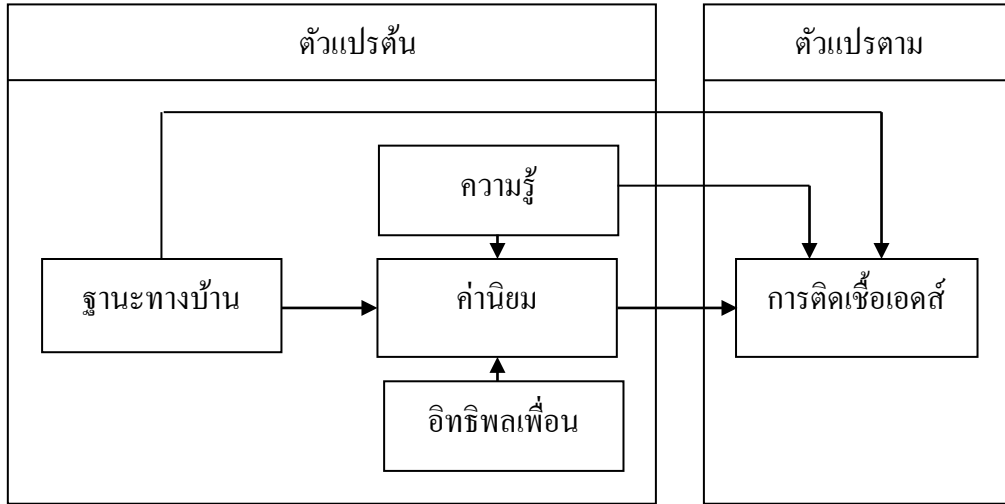 ตัวแปรต้น
ตัวแปรตาม
ความรู้
ฐานะทางบ้าน
ค่านิยม
การติดเชื้อเอดส์
อิทธิพลเพื่อน